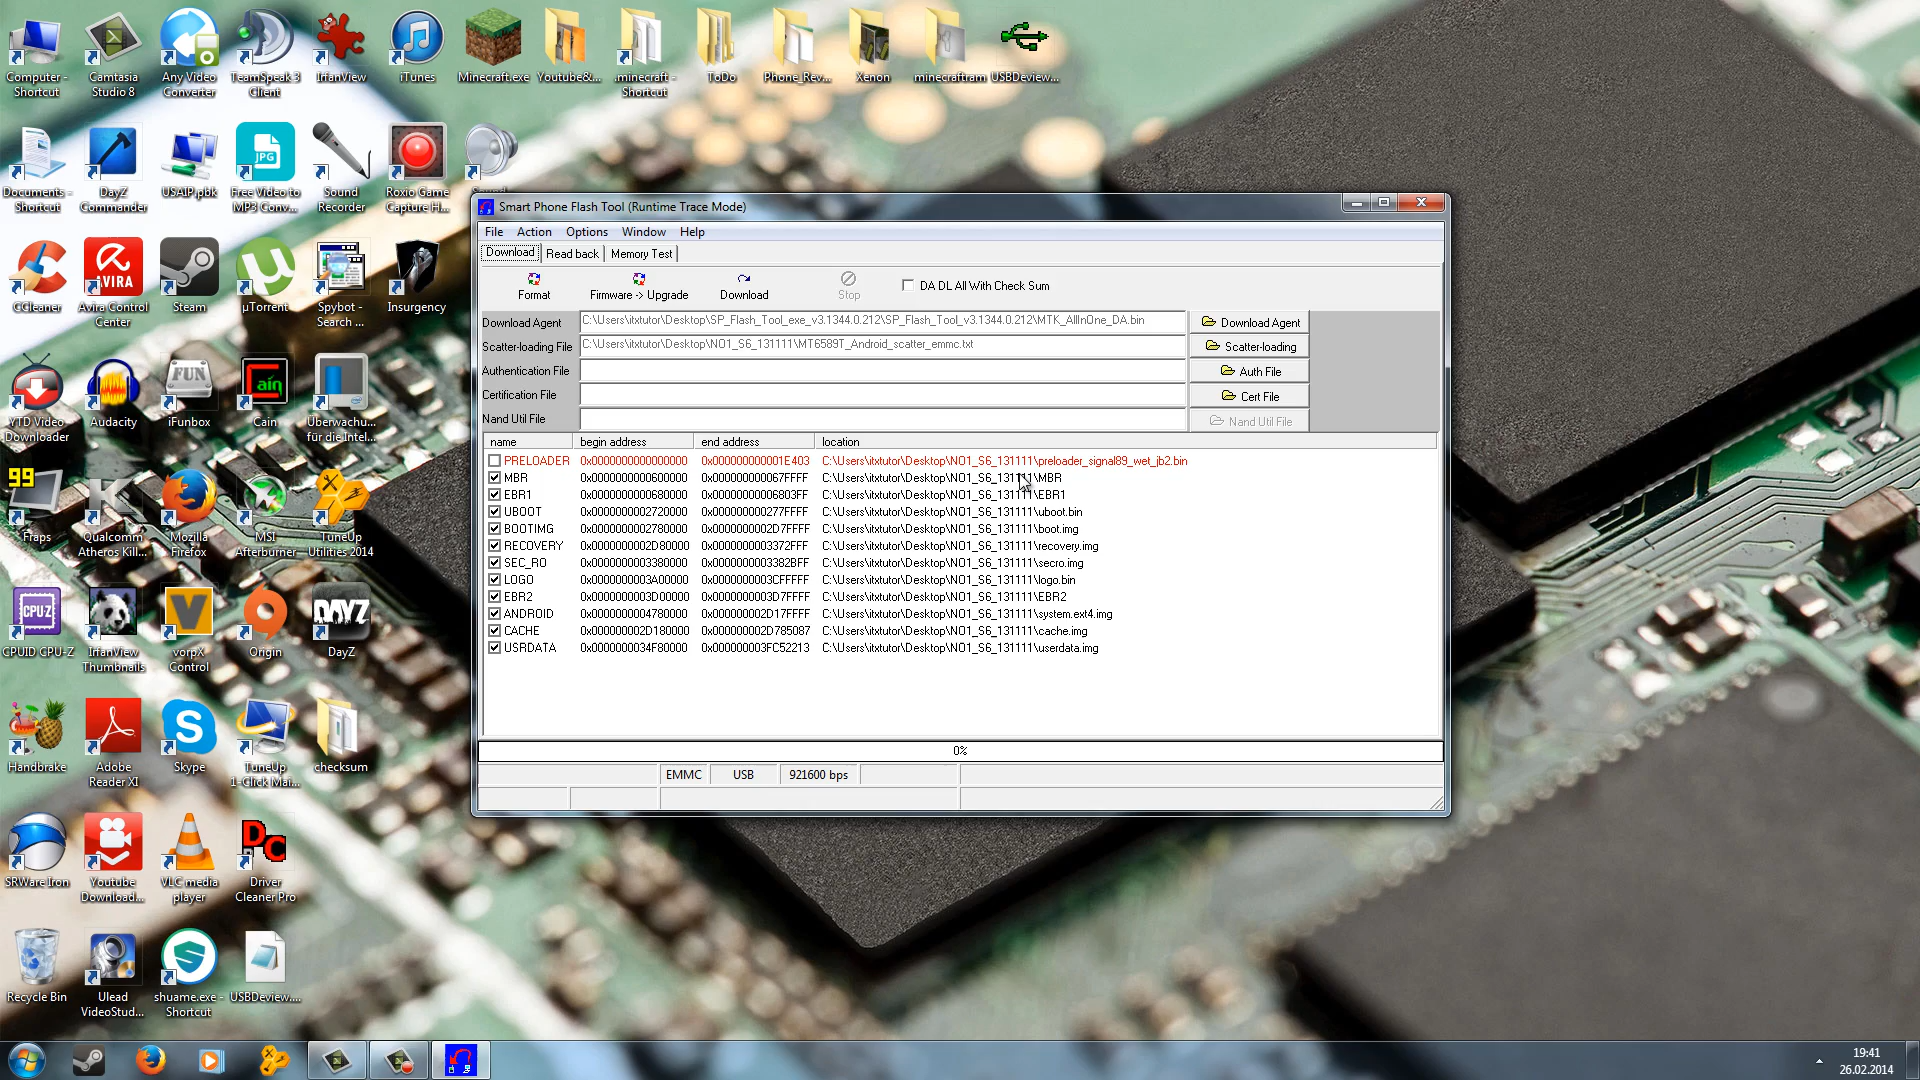 Computer - Shortcut
Camtasia Studio 8
Any Video Converter
TeamSpeak 3 Client
IrfanView
iTunes
Minecraft.exe
Youtube&...
.minecraft - Shortcut
ToDo
Phone_Rev...
Xenon
minecraftram
USBDeview...
Documents - Shortcut
DayZ Commander
USAIP.pbk
JPG
Free Video to MP3 Conv...
Sound Recorder
Roxio Game Capture H...
CCleaner
Avira Control Center
AVIRA
Steam
µTorrent
Spybot - Search ...
Insurgency
YTD Video Downloader
Audacity
FUN
iFunbox
Cain
Überwachu... für die Intel...
99
Fraps
Qualcomm Atheros Kill...
Mozilla Firefox
MSI Afterburner
TuneUp Utilities 2014
CPU-Z
CPUID CPU-Z
IrfanView Thumbnails
vorpX Control
Origin
DAYZ
DayZ
Handbrake
Adobe Reader XI
Skype
TuneUp 1-Click Mai...
checksum
SRWare Iron
Youtube Download...
VLC media player
DC
Driver Cleaner Pro
Recycle Bin
Ulead VideoStud...
shuame.exe - Shortcut
USBDeview....
Smart Phone Flash Tool (Runtime Trace Mode)
File Action Options Window Help
Download Read back Memory Test
Format Firmware -> Upgrade Download Stop DA DL All With Check Sum
Download Agent C:\Users\itxtutor\Desktop\SP_Flash_Tool_exe_v3.1344.0.212\SP_Flash_Tool_v3.1344.0.212\MTK_AllInOne_DA.bin Download Agent
Scatter-loading File C:\Users\itxtutor\Desktop\NO1_S6_131111\MT6589T_Android_scatter_emmc.txt Scatter-loading
Authentication File Auth File
Certification File Cert File
Nand Util File Nand Util File
name begin address end address location
PRELOADER 0x0000000000000000 0x000000000001E403 C:\Users\itxtutor\Desktop\NO1_S6_131111\preloader_signal89_wet_jb2.bin
MBR 0x0000000000600000 0x000000000067FFFF C:\Users\itxtutor\Desktop\NO1_S6_131111\MBR
EBR1 0x0000000000680000 0x00000000006803FF C:\Users\itxtutor\Desktop\NO1_S6_131111\EBR1
UBOOT 0x0000000002720000 0x000000000277FFFF C:\Users\itxtutor\Desktop\NO1_S6_131111\uboot.bin
BOOTIMG 0x0000000002780000 0x0000000002D7FFFF C:\Users\itxtutor\Desktop\NO1_S6_131111\boot.img
RECOVERY 0x0000000002D80000 0x0000000003372FFF C:\Users\itxtutor\Desktop\NO1_S6_131111\recovery.img
SEC_RO 0x0000000003380000 0x0000000003382BFF C:\Users\itxtutor\Desktop\NO1_S6_131111\secro.img
LOGO 0x0000000003A00000 0x0000000003CFFFFF C:\Users\itxtutor\Desktop\NO1_S6_131111\logo.bin
EBR2 0x0000000003D00000 0x0000000003D7FFFF C:\Users\itxtutor\Desktop\NO1_S6_131111\EBR2
ANDROID 0x0000000004780000 0x000000002D17FFFF C:\Users\itxtutor\Desktop\NO1_S6_131111\system.ext4.img
CACHE 0x000000002D180000 0x000000002D785087 C:\Users\itxtutor\Desktop\NO1_S6_131111\cache.img
USRDATA 0x0000000034F80000 0x000000003FC52213 C:\Users\itxtutor\Desktop\NO1_S6_131111\userdata.img
0%
EMMC USB 921600 bps
19:41
26.02.2014